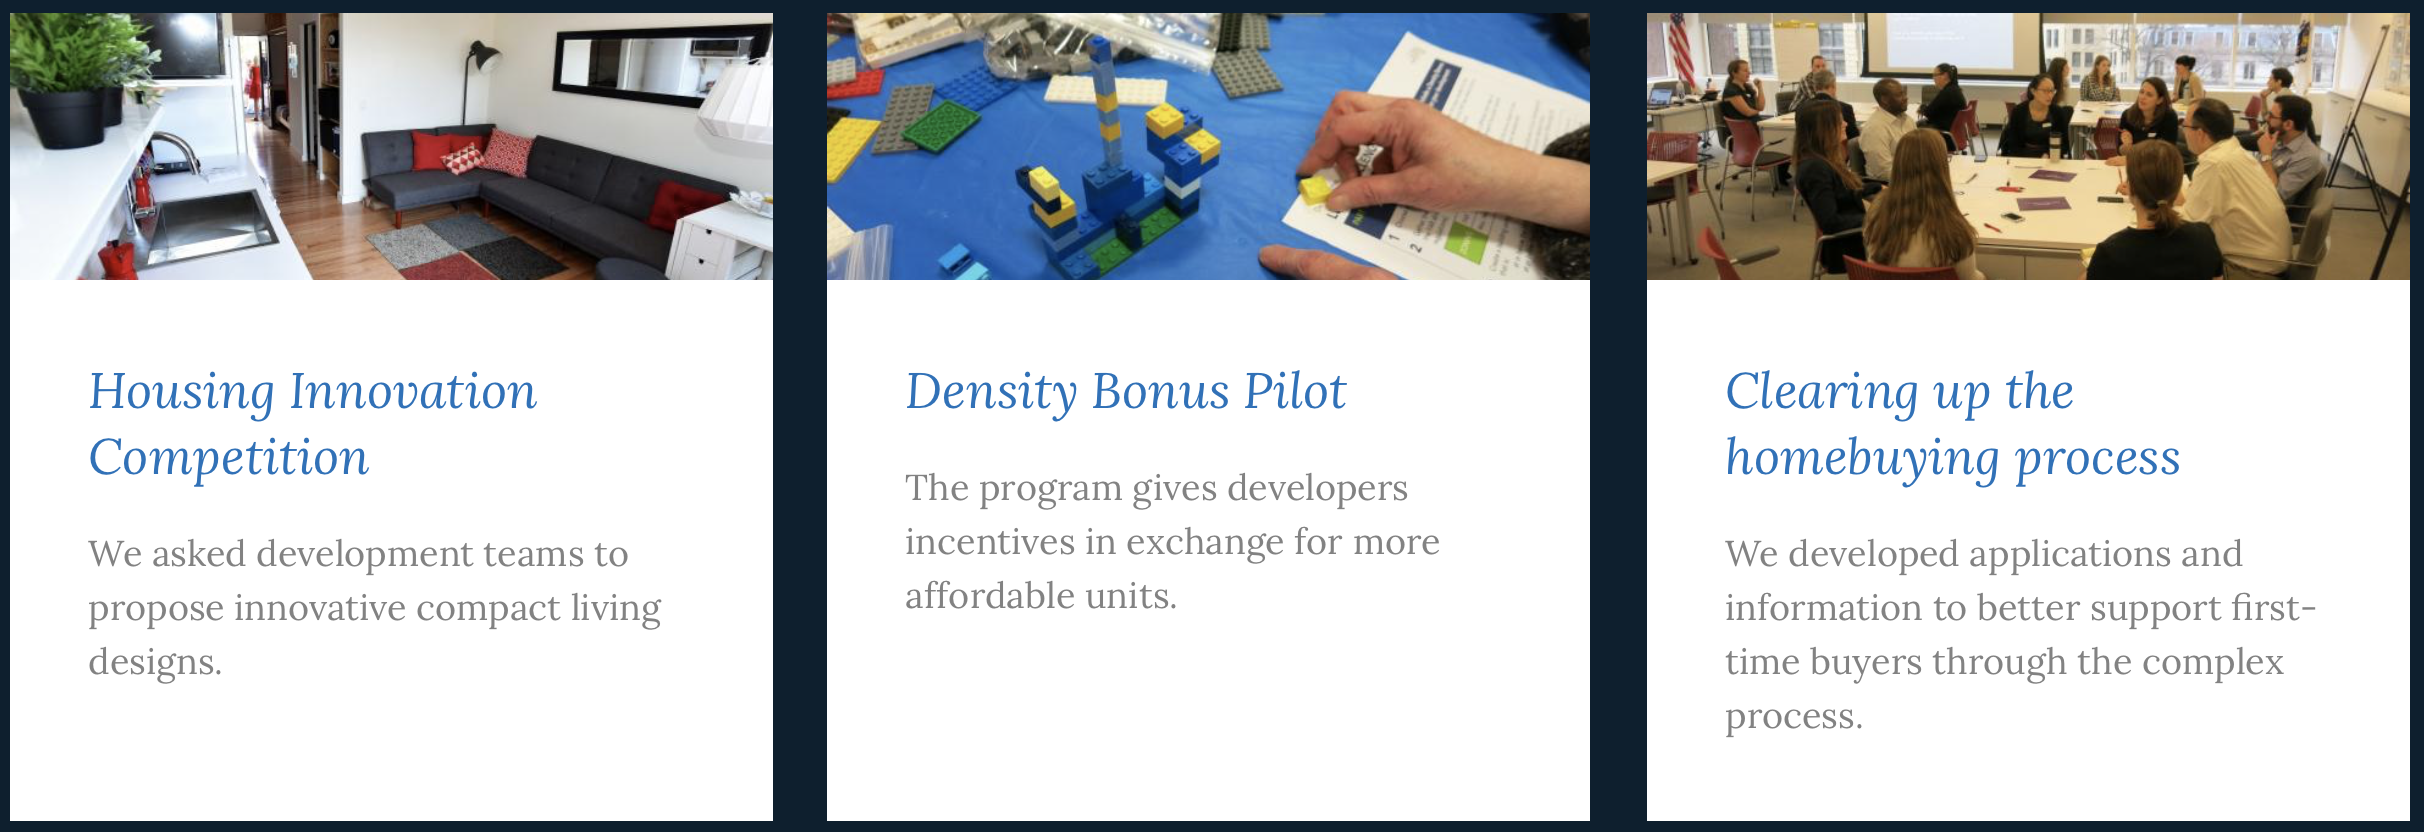 Housing Innovation
Competition
We asked development teams to
propose innovative compact living
designs.
Density Bonus Pilot
The program gives developers
incentives in exchange for more
affordable units.
Clearing up the
homebuying process
We developed applications and
information to better support first-
time buyers through the complex
process.